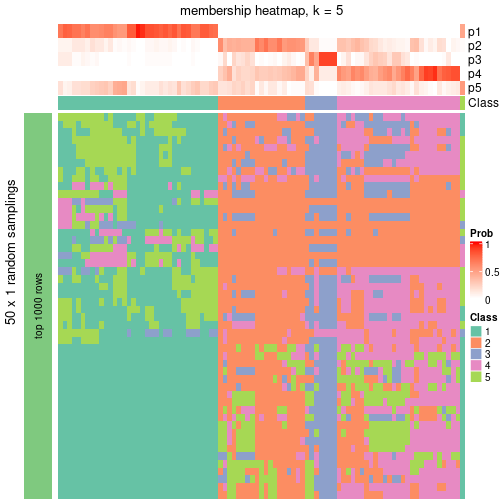 membership heatmap, k = 5
p1
p2
p3
p4
p5
Class
50 x 1 random samplings
top 1000 rows
Prob
1
0.5
0
Class
1
2
3
4
5